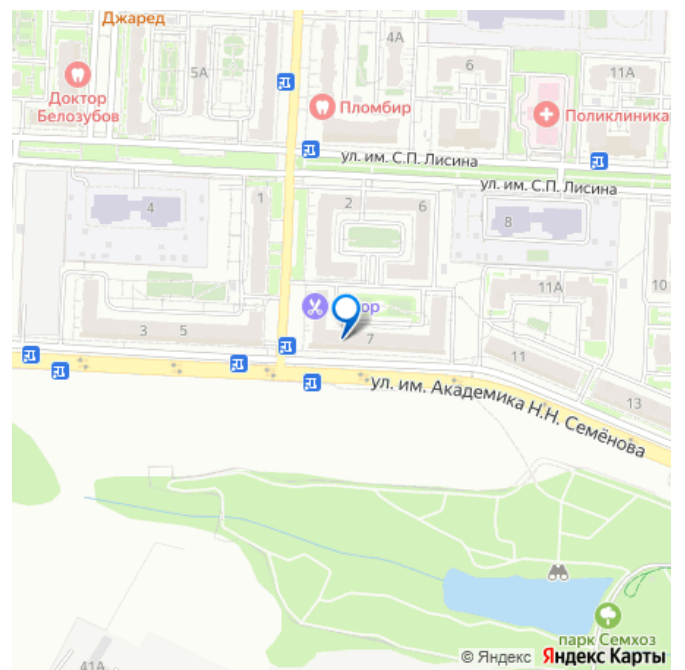 Джаред
4А
5А
6
11А
Доктор
Белозубов
Пломбир
Поликлиника
ул. им. С.П. Лисина
ул. им. С.П. Лисина
4
1
2
6
8
11А
10
ор
3
5
7
11
13
ул. им. Академика Н.Н. Семёнова
парк Семхоз
41А
© Яндекс Яндекс Карты